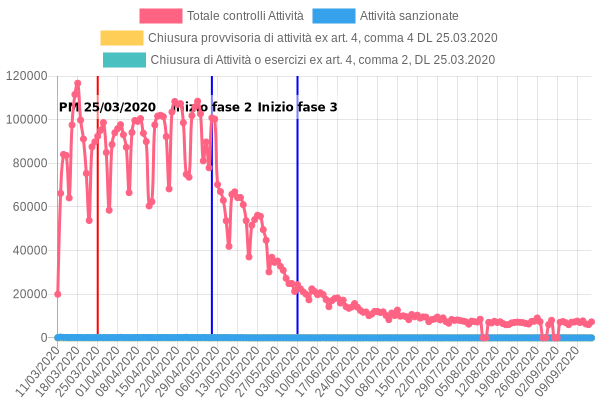 Totale controlli Attività Attività sanzionate
Chiusura provvisoria di attività ex art. 4, comma 4 DL 25.03.2020
Chiusura di Attività o esercizi ex art. 4, comma 2, DL 25.03.2020
120000
PM 25/03/2020 Inizio fase 2 Inizio fase 3
100000
80000
60000
40000
20000
0
11/03/2020 18/03/2020 25/03/2020 01/04/2020 08/04/2020 15/04/2020 22/04/2020 29/04/2020 06/05/2020 13/05/2020 20/05/2020 27/05/2020 03/06/2020 10/06/2020 17/06/2020 24/06/2020 01/07/2020 08/07/2020 15/07/2020 22/07/2020 29/07/2020 05/08/2020 12/08/2020 19/08/2020 26/08/2020 02/09/2020 09/09/2020